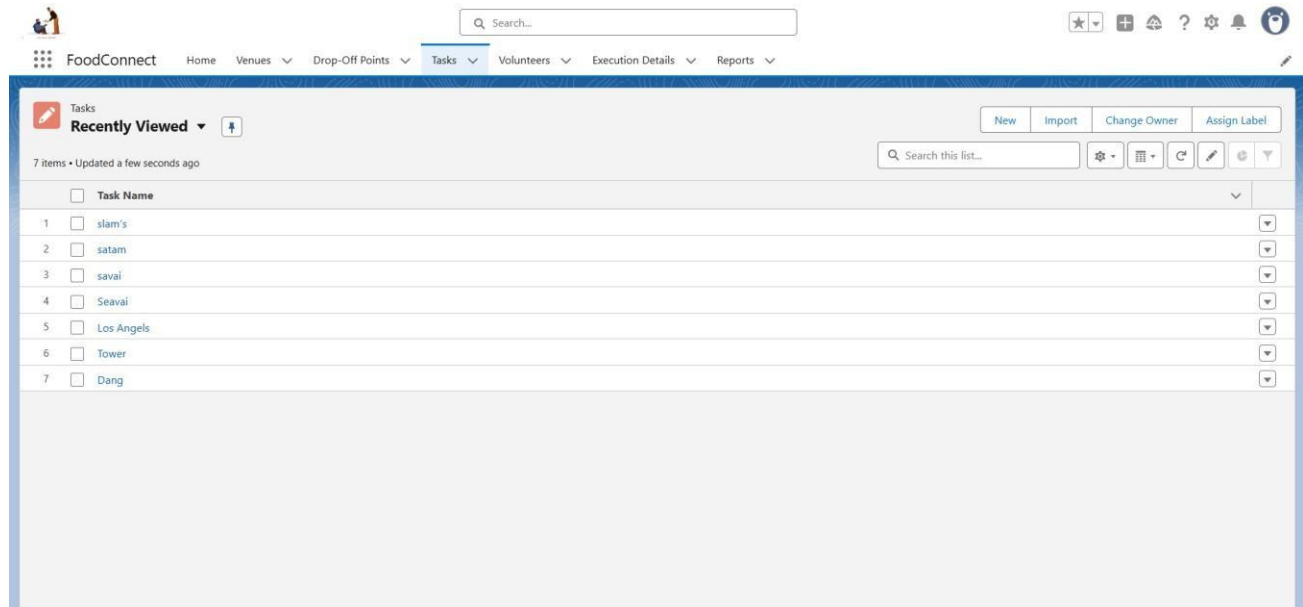 Search...
FoodConnect Home Venues Drop-Off Points Tasks Volunteers Execution Details Reports
Tasks
Recently Viewed
New Import Change Owner Assign Label
7 items • Updated a few seconds ago
Search this list...
Task Name
1 slam's
2 satam
3 savai
4 Seavai
5 Los Angels
6 Tower
7 Dang